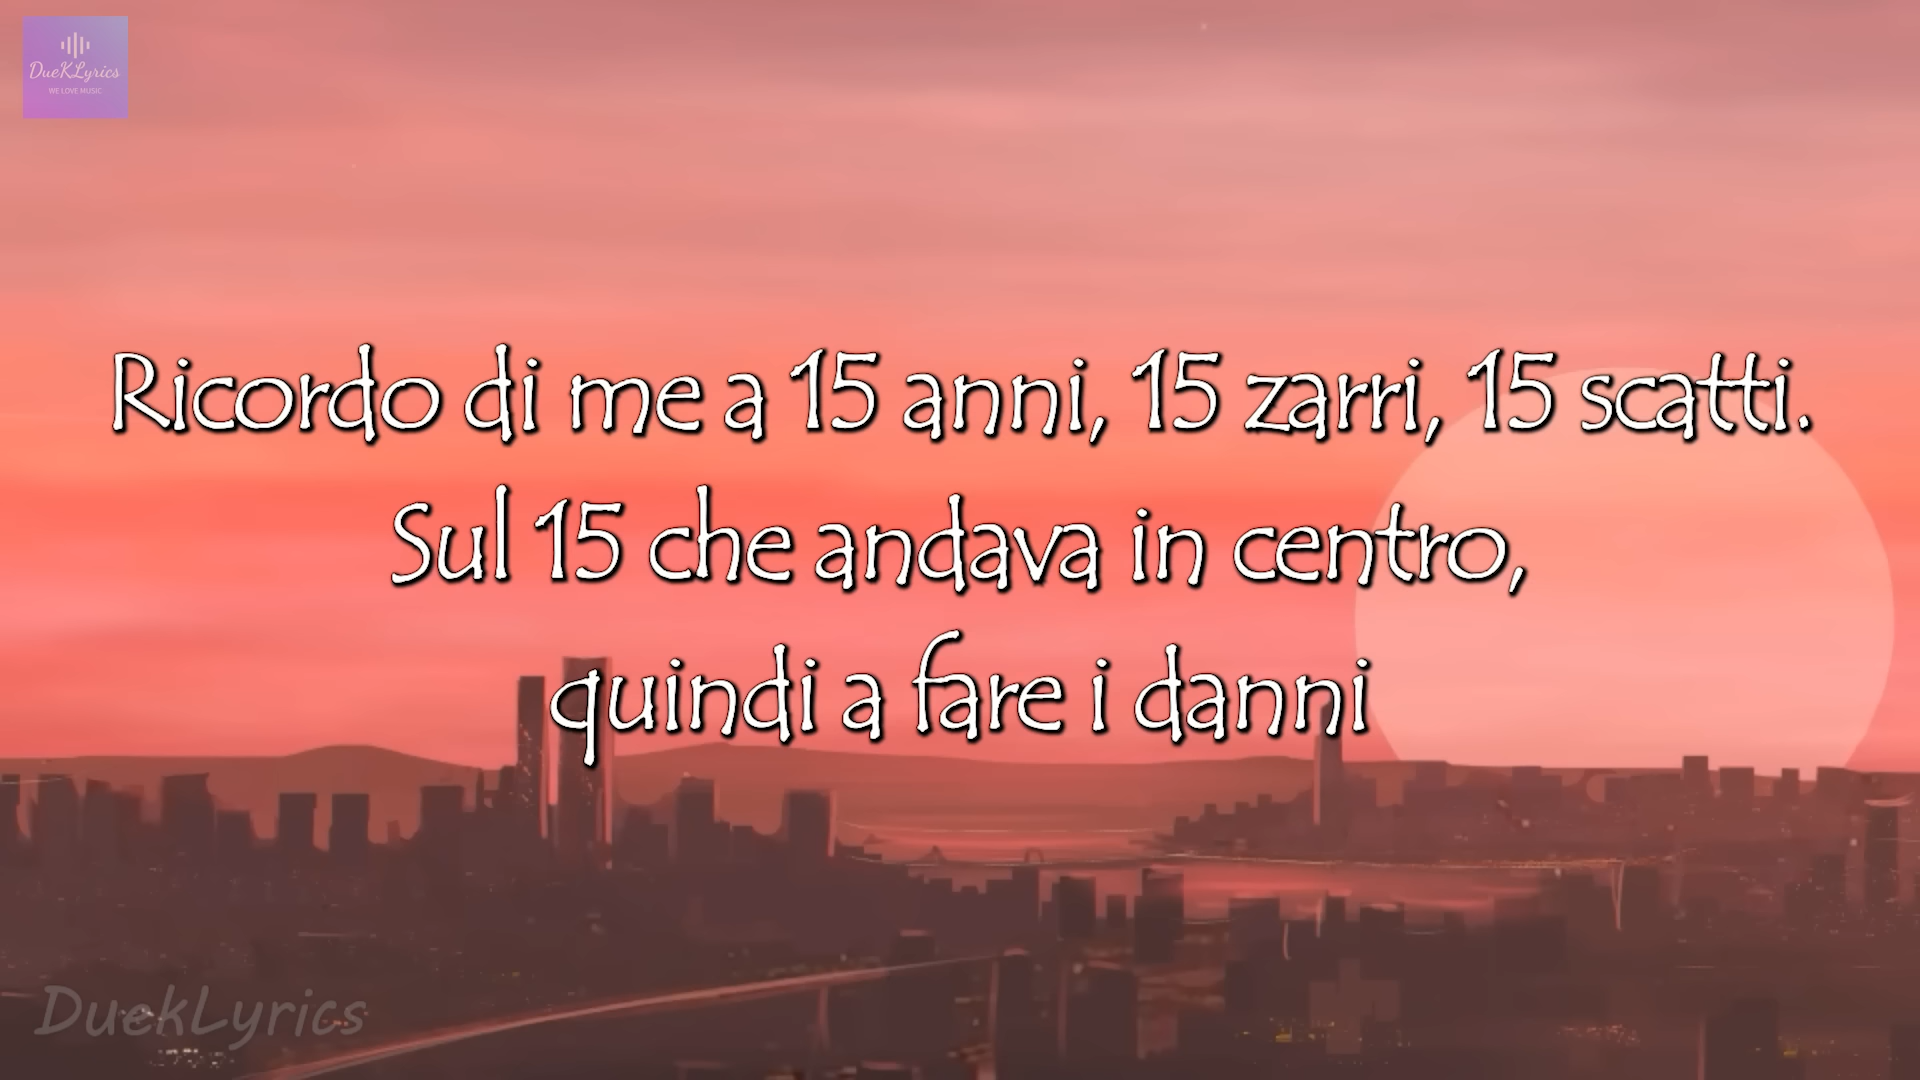 DueKLyrics
WE LOVE MUSIC
Ricordo di me a 15 anni, 15 zarri, 15 scatti.
Sul 15 che andava in centro,
quindi a fare i danni
DuekLyrics